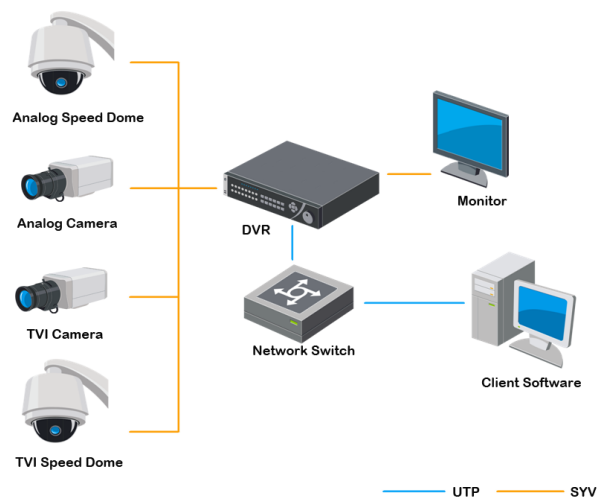 Analog Speed Dome
Analog Camera
TVI Camera
TVI Speed Dome
DVR
Monitor
Network Switch
Client Software
UTP
SYV